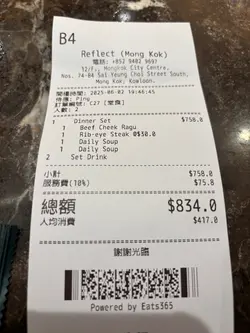 B4
Reflect (Mong Kok)
電話: +852 9402 9697
12/F, Mongkok City Centre,
Nos. 74-84 Sai Yeung Choi Street South,
Mong Kok, Kowloon.
開檯時間: 2025-06-02 19:46:45
侍應: Ping
訂單編號: C27 [堂食]
人數: 2
1 Dinner Set $758.0
1 Beef Cheek Ragu
1 Rib-eye Steak @$30.0
1 Daily Soup
1 Daily Soup
2 Set Drink
小計 $758.0
服務費(10%) $75.8
總額 $834.0
人均消費 $417.0
謝謝光臨
Powered by Eats365